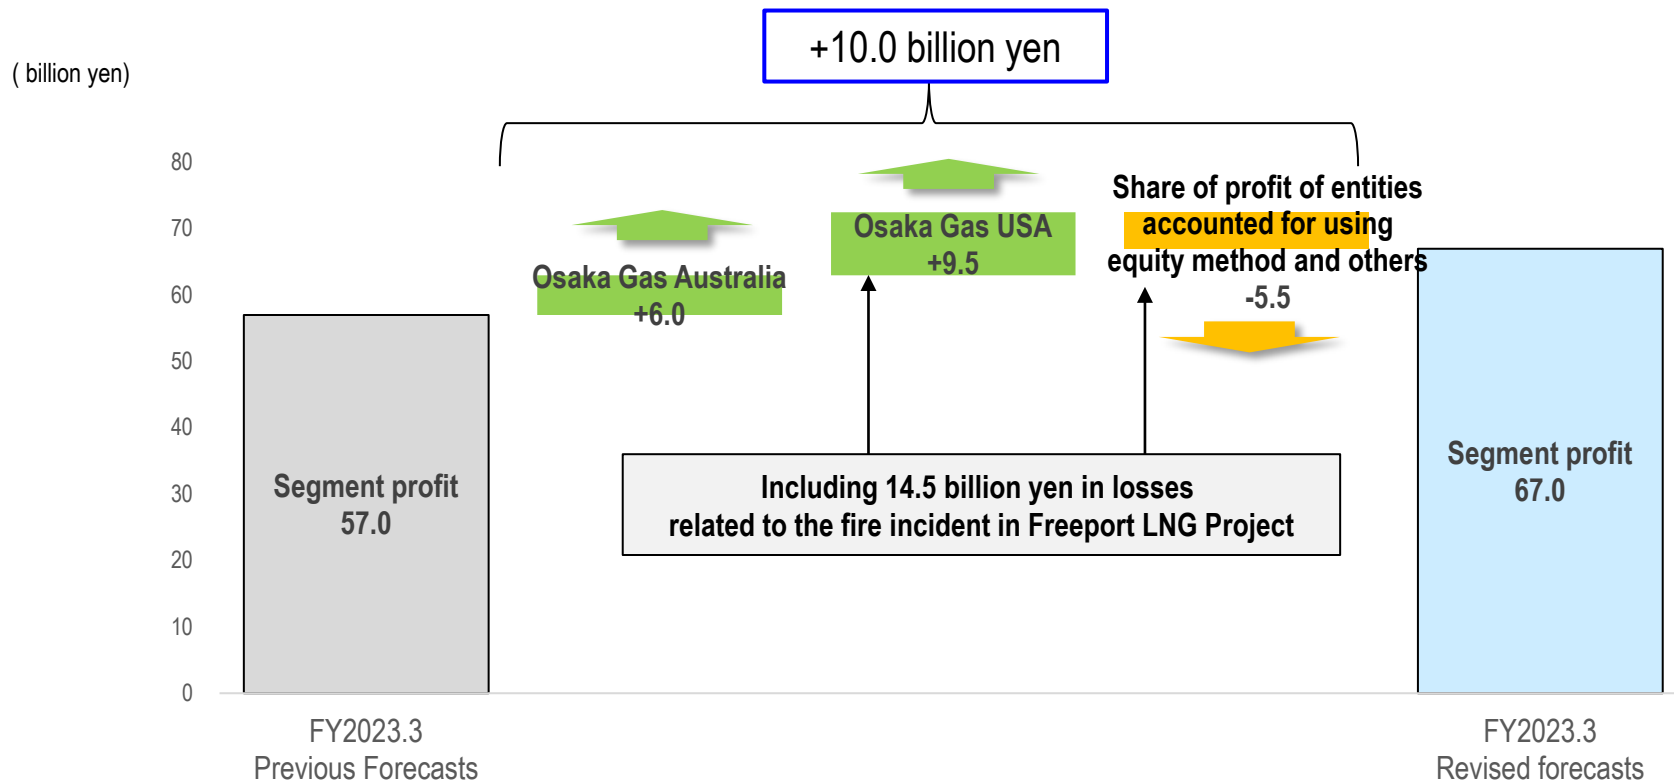 +10.0 billion yen
( billion yen)
80
70
60
50
40
30
20
10
0
Segment profit
57.0
Osaka Gas Australia
+6.0
Osaka Gas USA
+9.5
Share of profit of entities
accounted for using
equity method and others
-5.5
Including 14.5 billion yen in losses
related to the fire incident in Freeport LNG Project
Segment profit
67.0
FY2023.3
Previous Forecasts
FY2023.3
Revised forecasts